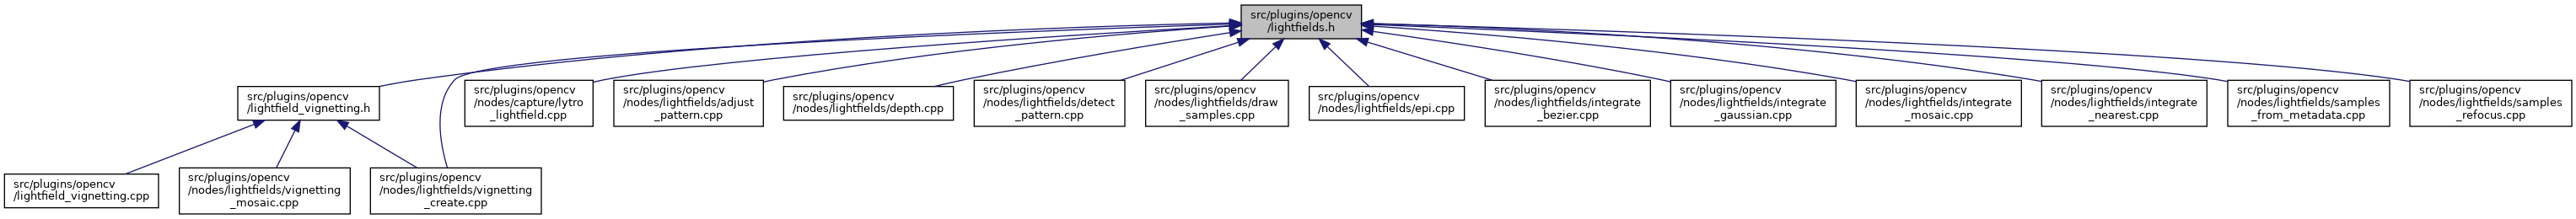 src/plugins/opencv
/lightfields.h
src/plugins/opencv
/lightfield_vignetting.h
src/plugins/opencv
/nodes/capture/lytro
_lightfield.cpp
src/plugins/opencv
/nodes/lightfields/adjust
_pattern.cpp
src/plugins/opencv
/nodes/lightfields/depth.cpp
src/plugins/opencv
/nodes/lightfields/detect
_pattern.cpp
src/plugins/opencv
/nodes/lightfields/draw
_samples.cpp
src/plugins/opencv
/nodes/lightfields/epi.cpp
src/plugins/opencv
/nodes/lightfields/integrate
_bezier.cpp
src/plugins/opencv
/nodes/lightfields/integrate
_gaussian.cpp
src/plugins/opencv
/nodes/lightfields/integrate
_mosaic.cpp
src/plugins/opencv
/nodes/lightfields/integrate
_nearest.cpp
src/plugins/opencv
/nodes/lightfields/samples
_from_metadata.cpp
src/plugins/opencv
/nodes/lightfields/samples
_refocus.cpp
src/plugins/opencv
/lightfield_vignetting.cpp
src/plugins/opencv
/nodes/lightfields/vignetting
_mosaic.cpp
src/plugins/opencv
/nodes/lightfields/vignetting
_create.cpp